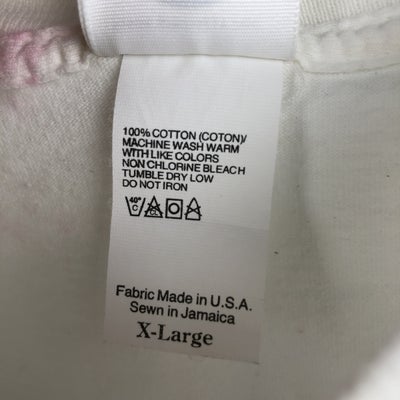 100% COTTON (COTON)/
MACHINE WASH WARM
WITH LIKE COLORS
NON CHLORINE BLEACH
TUMBLE DRY LOW
DO NOT IRON
40°
C CL
Fabric Made in U.S.A.
Sewn in Jamaica
X-Large